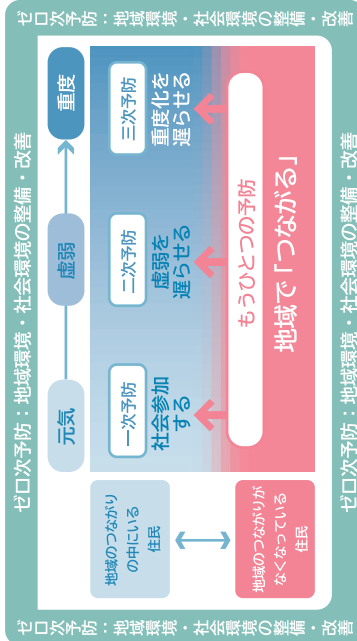 ゼロ次予防：地域環境・社会環境の整備・改善
ゼロ次予防：地域環境・社会環境の整備・改善
元気
虚弱
重度
地域のつながり
の中にいる
住民
一次予防
社会参加
する
二次予防
虚弱を
遅らせる
三次予防
重度化を
遅らせる
地域のつながりが
なくなっている
住民
もうひとつの予防
地域で「つながる」
ゼロ次予防：地域環境・社会環境の整備・改善
ゼロ次予防：地域環境・社会環境の整備・改善